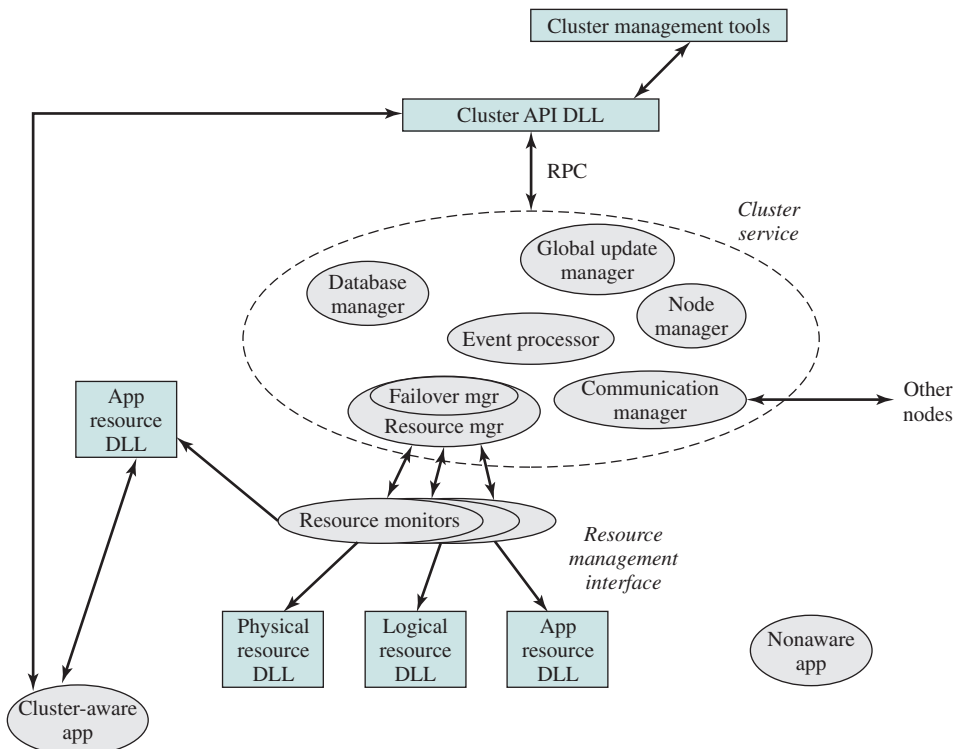 Cluster management tools
Cluster API DLL
RPC
Cluster
service
Global update
manager
Database
manager
Node
manager
Event processor
Failover mgr
Resource mgr
Communication
manager
Other
nodes
App
resource
DLL
Resource monitors
Resource
management
interface
Physical
resource
DLL
Logical
resource
DLL
App
resource
DLL
Nonaware
app
Cluster-aware
app